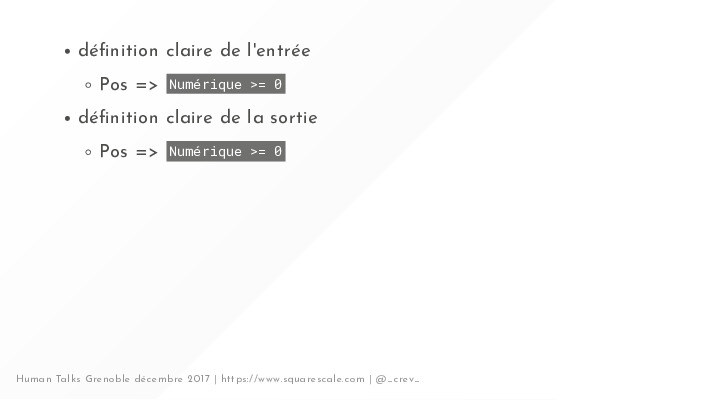 • définition claire de l'entrée
◦ Pos => Numérique >= 0
• définition claire de la sortie
◦ Pos => Numérique >= 0
Human Talks Grenoble décembre 2017 | https://www.squarescale.com | @_crev_